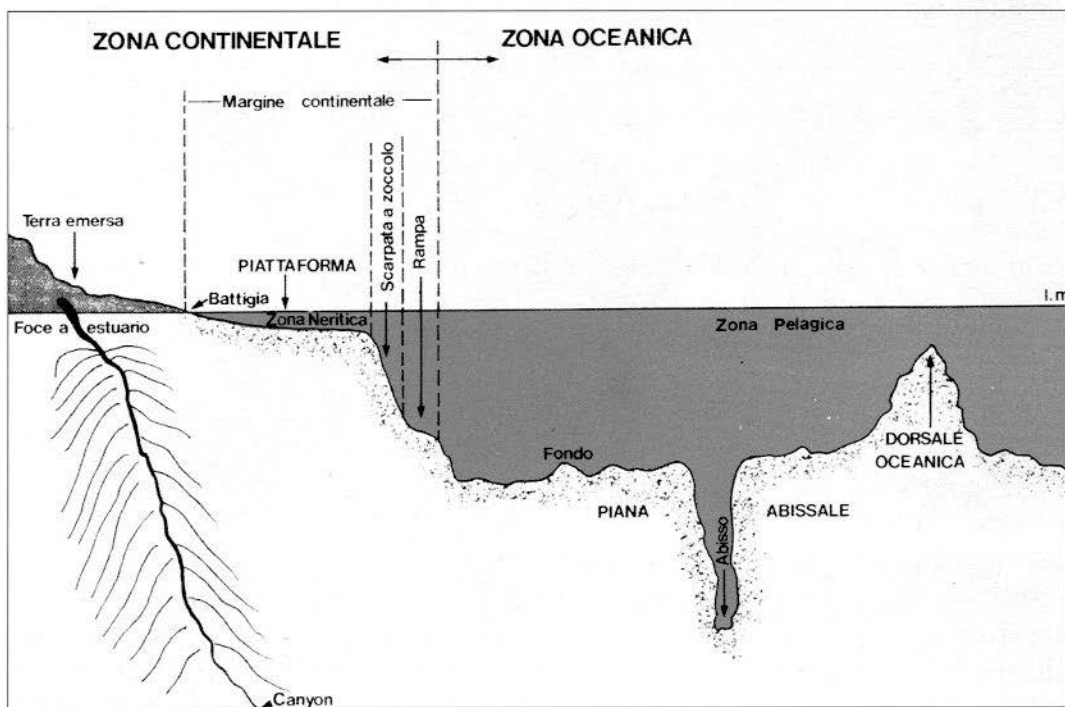 ZONA CONTINENTALE
ZONA OCEANICA
Margine continentale
Scarpata a zoccolo
Rampa
Terra emersa
PIATTAFORMA
Battigia
l.m
Foce a estuario
Zona Neritica
Zona Pelagica
Fondo
DORSALE
OCEANICA
PIANA
ABISSALE
Abisso
Canyon